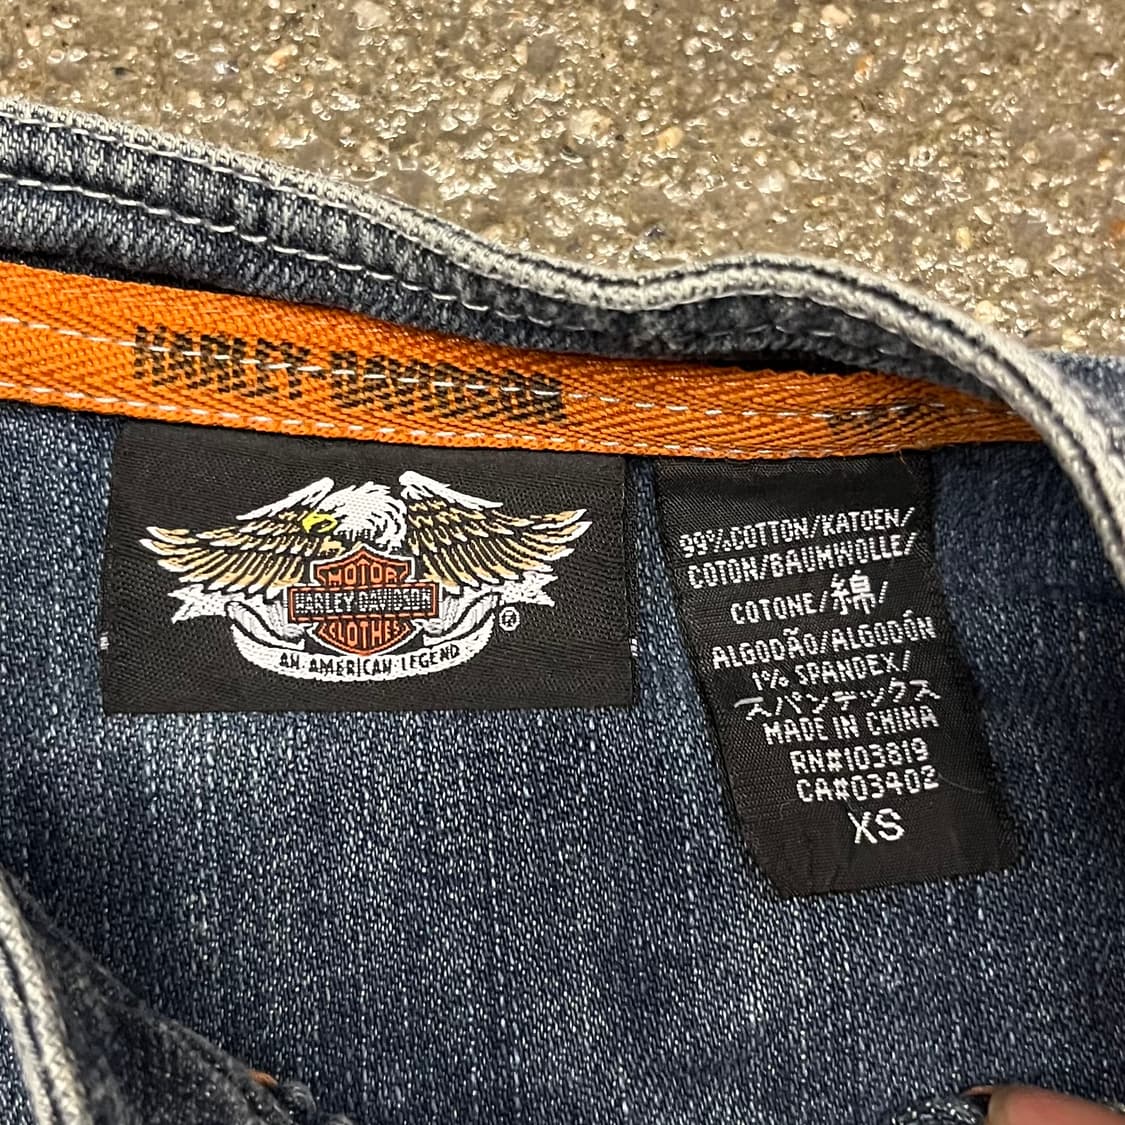 HARLEY-DAVIDSON
MOTOR
HARLEY-DAVIDSON
CLOTHES
®
AN AMERICAN LEGEND
99%COTTON/KATOEN/
COTON/BAUMWOLLE/
COTONE/綿/
ALGODÃO/ALGODÓN
1% SPANDEX/
スパンデックス
MADE IN CHINA
RN#103819
CA#03402
XS